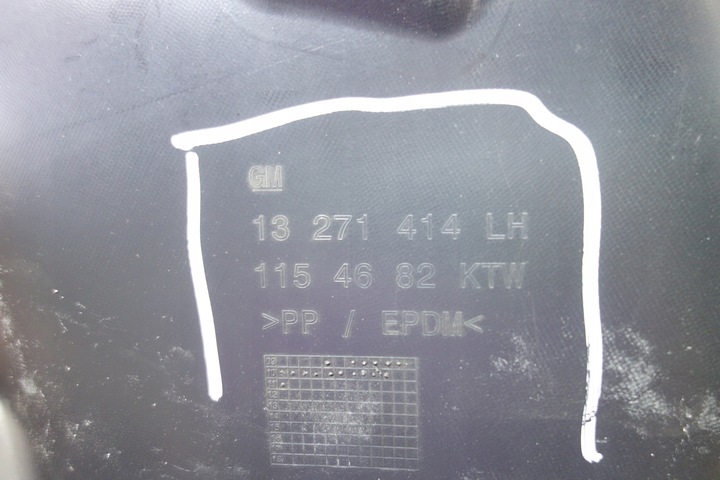 GM
13 271 414 LH
115 46 82 KTW
>PP / EPDM<